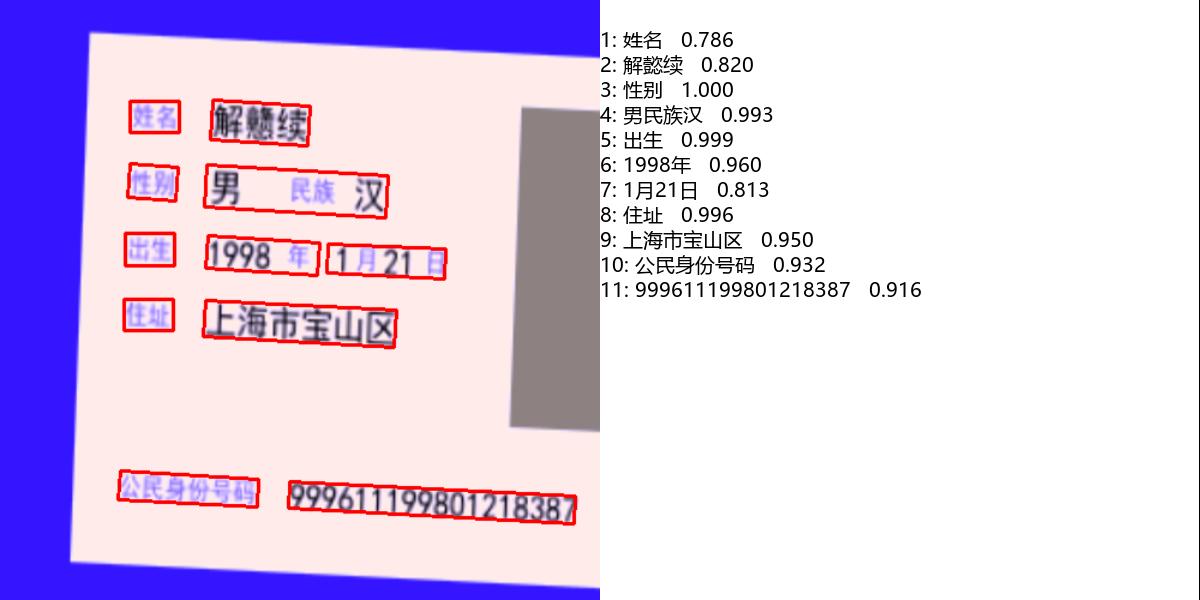 姓名
性别 男 民族 汉
出生 1998 年 1 月 21 日
住址 上海市宝山区
公民身份号码 999611199801218387
1: 姓名 0.786
2: 解懿续 0.820
3: 性别 1.000
4: 男民族汉 0.993
5: 出生 0.999
6: 1998年 0.960
7: 1月21日 0.813
8: 住址 0.996
9: 上海市宝山区 0.950
10: 公民身份号码 0.932
11: 999611199801218387 0.916